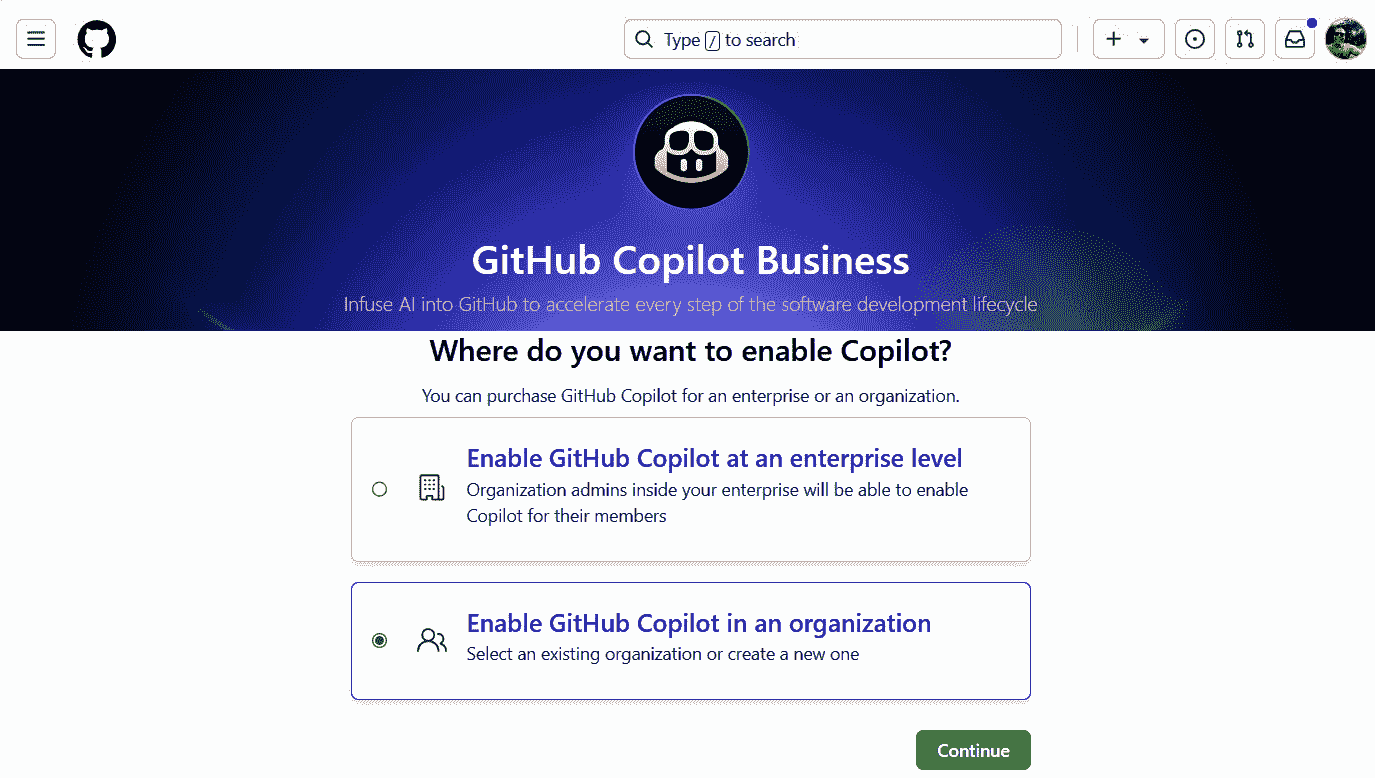 Type / to search
GitHub Copilot Business
Infuse AI into GitHub to accelerate every step of the software development lifecycle
Where do you want to enable Copilot?
You can purchase GitHub Copilot for an enterprise or an organization.
Enable GitHub Copilot at an enterprise level
Organization admins inside your enterprise will be able to enable
Copilot for their members
Enable GitHub Copilot in an organization
Select an existing organization or create a new one
Continue